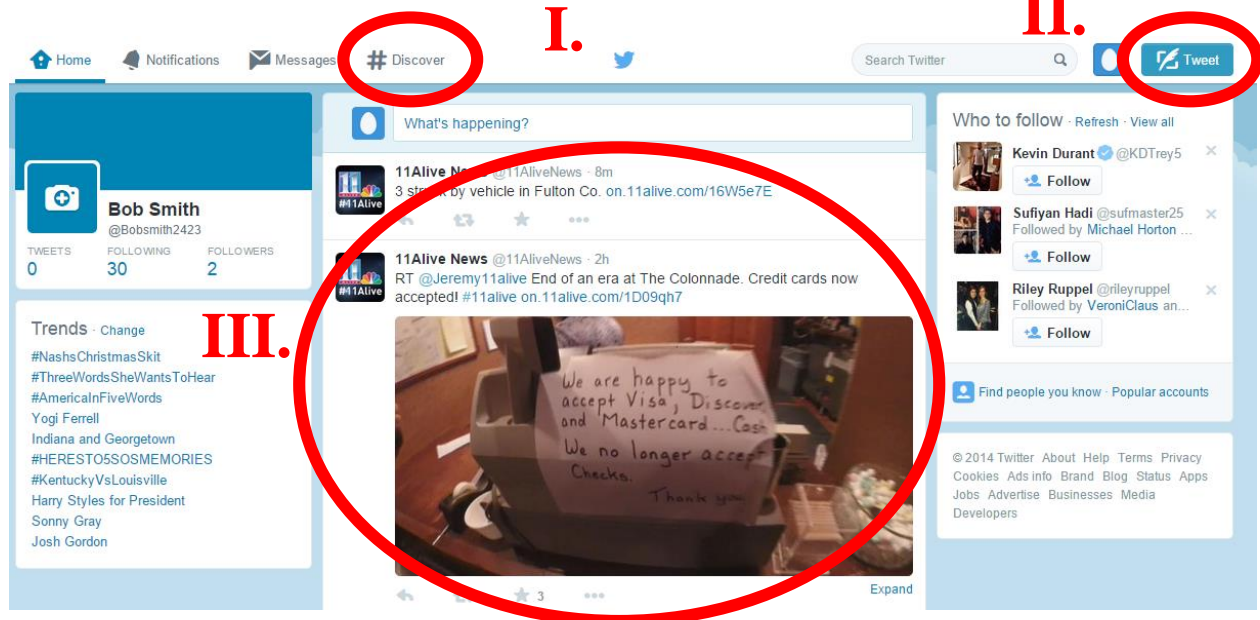 I.
II.
Home Notifications Messages # Discover Search Twitter Tweet
Bob Smith
@Bobsmith2423
TWEETS FOLLOWING FOLLOWERS
0 30 2
Trends · Change
#NashsChristmasSkit
#ThreeWordsSheWantsToHear
#AmericaInFiveWords
Yogi Ferrell
Indiana and Georgetown
#HERESTO5SOSMEMORIES
#KentuckyVsLouisville
Harry Styles for President
Sonny Gray
Josh Gordon
III.
What's happening?
11
#11Alive
11Alive @11AliveNews · 8m
3 by vehicle in Fulton Co. on.11alive.com/16W5e7E
11
#11Alive
11Alive News @11AliveNews · 2h
RT @Jeremy11alive End of an era at The Colonnade. Credit cards now
accepted! #11alive on.11alive.com/1D09qh7
We are happy to
accept Visa, Discover
and Mastercard...Cash
We no longer accept
Checks.
Thank you
3
Expand
Who to follow · Refresh · View all
Kevin Durant @KDTrey5
Follow
Sufiyan Hadi @sufmaster25
Followed by Michael Horton ...
Follow
Riley Ruppel @rileyruppel
Followed by VeroniClaus an...
Follow
Find people you know · Popular accounts
© 2014 Twitter About Help Terms Privacy
Cookies Ads info Brand Blog Status Apps
Jobs Advertise Businesses Media
Developers